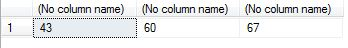 (No column name) (No column name) (No column name)
1 43 60 67